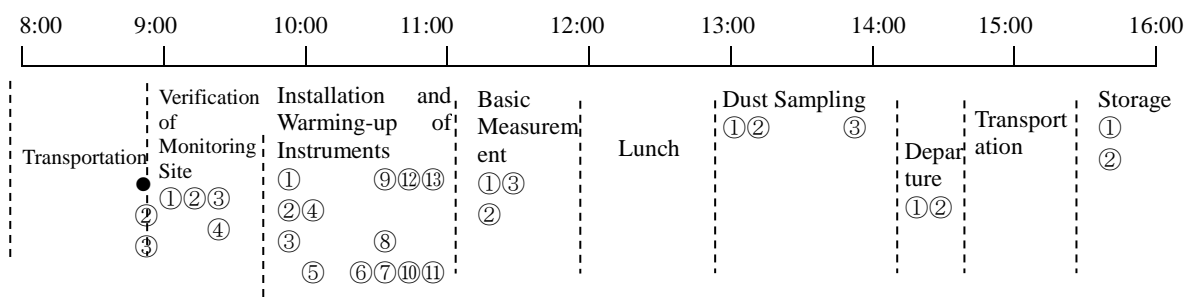 8:00 9:00 10:00 11:00 12:00 13:00 14:00 15:00 16:00
Transportation
②
③
Verification
of
Monitoring
Site
①②③
④
Installation and
Warming-up of
Instruments
① ⑨⑫⑬
②④
③ ⑧
⑤ ⑥⑦⑩⑪
Basic
Measurem
ent
①③
②
Lunch
Dust Sampling
①② ③
Depar
ture
①②
Transport
ation
Storage
①
②